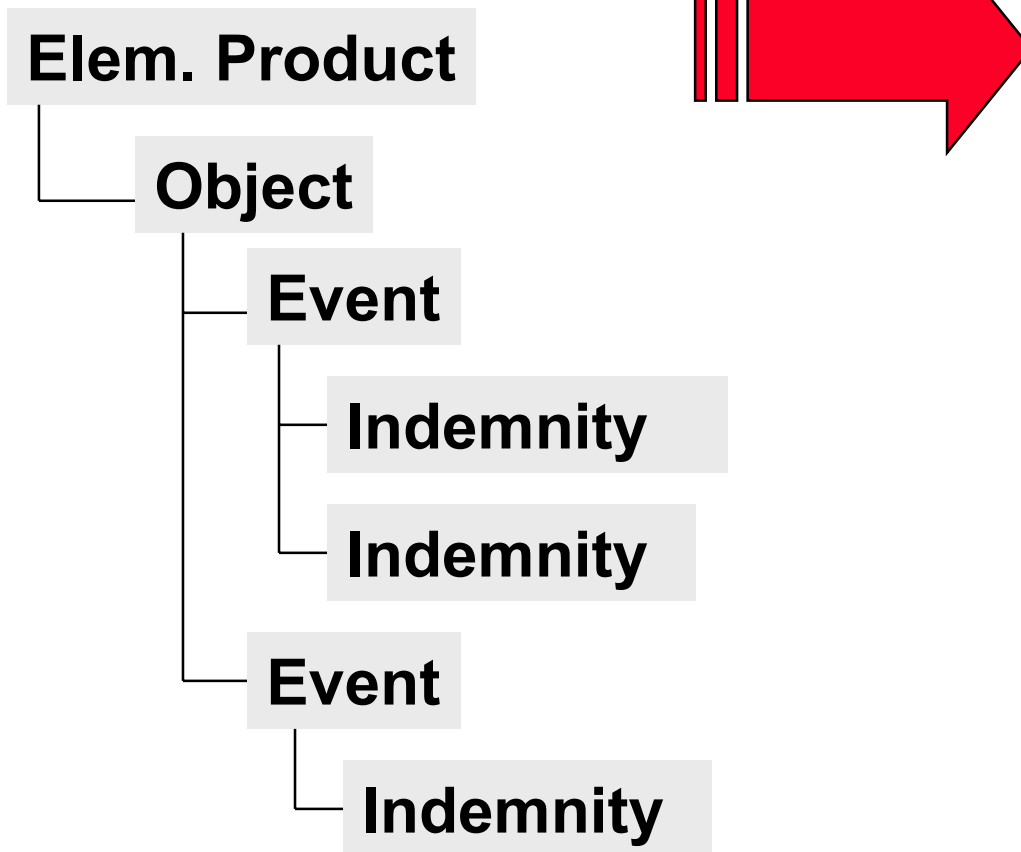 Elem. Product
Object
Event
Indemnity
Indemnity
Event
Indemnity